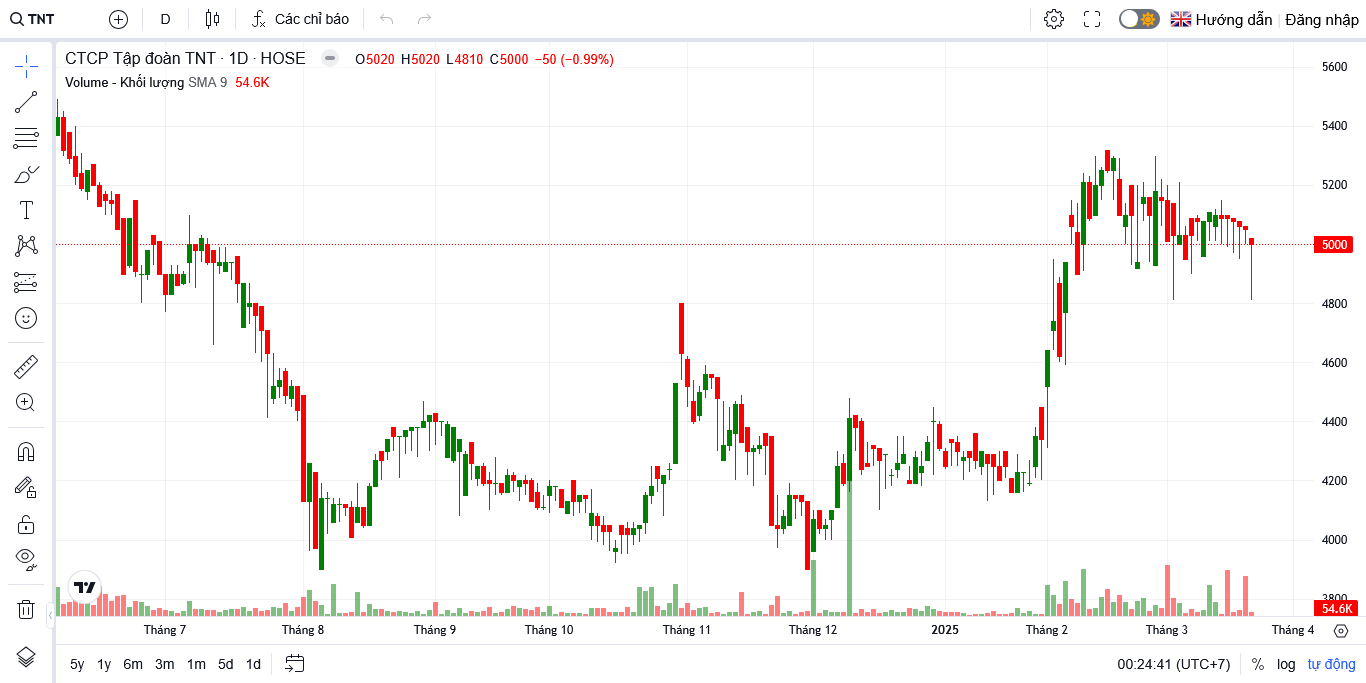 TNT D Các chỉ báo Hướng dẫn Đăng nhập
CTCP Tập đoàn TNT · 1D · HOSE O5020 H5020 L4810 C5000 −50 (−0.99%)
Volume - Khối lượng SMA 9 54.6K
5600
5400
5200
5000
4800
4600
4400
4200
4000
3800
54.6K
Tháng 7 Tháng 8 Tháng 9 Tháng 10 Tháng 11 Tháng 12 2025 Tháng 2 Tháng 3 Tháng 4
5y 1y 6m 3m 1m 5d 1d 00:24:41 (UTC+7) % log tự động